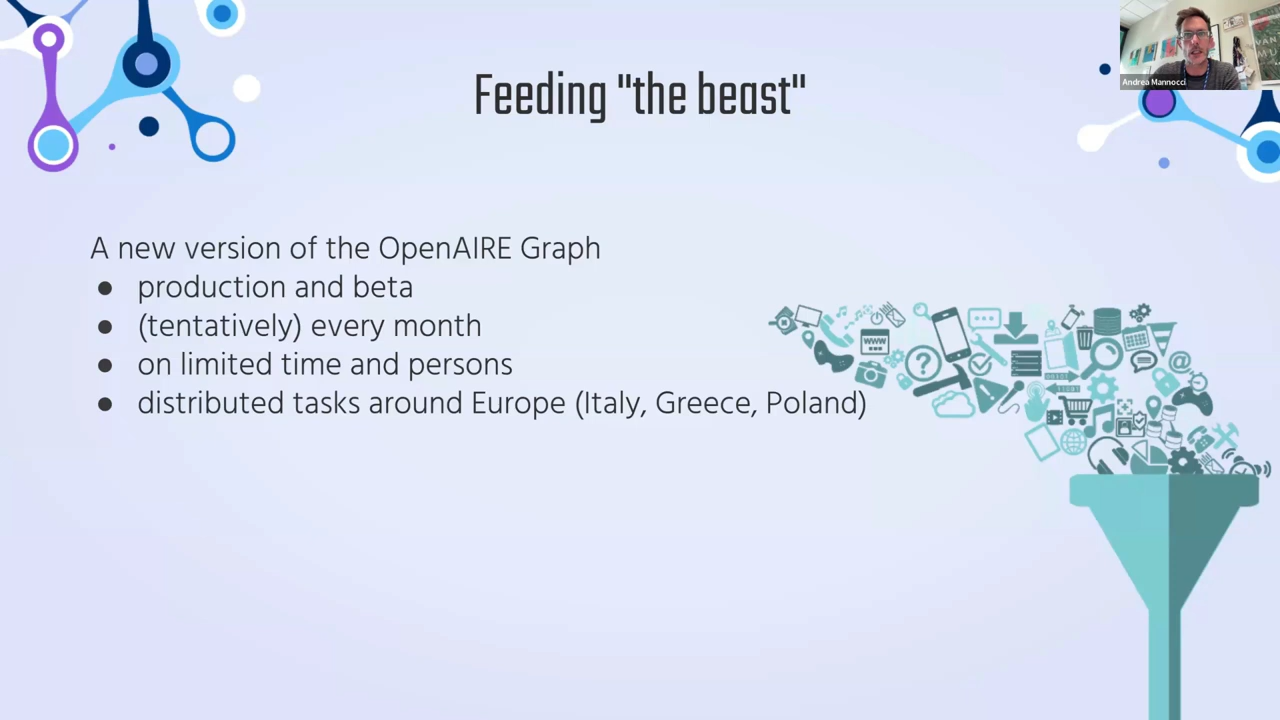 Feeding "the beast"
Andrea Mannocci
A new version of the OpenAIRE Graph
● production and beta
● (tentatively) every month
● on limited time and persons
● distributed tasks around Europe (Italy, Greece, Poland)
WWW